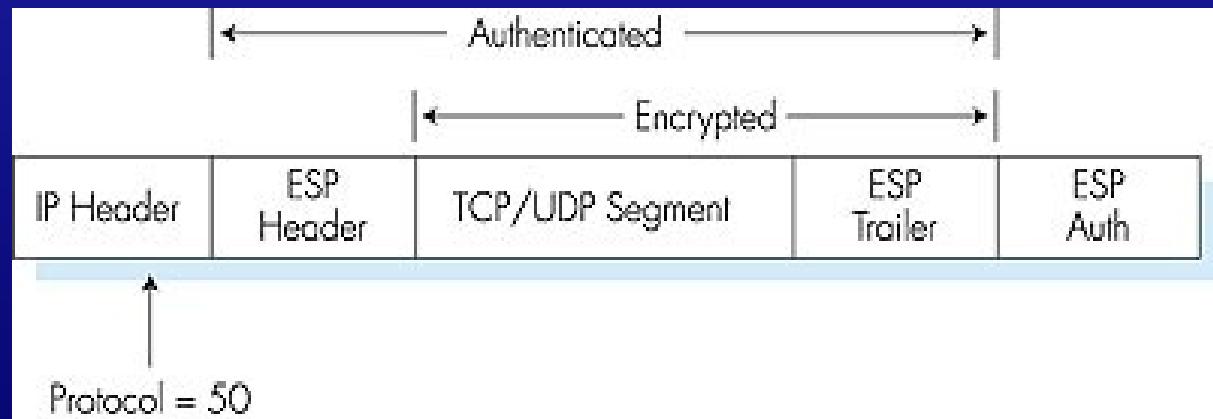 Authenticated
Encrypted
IP Header
ESP
Header
TCP/UDP Segment
ESP
Trailer
ESP
Auth
Protocol = 50